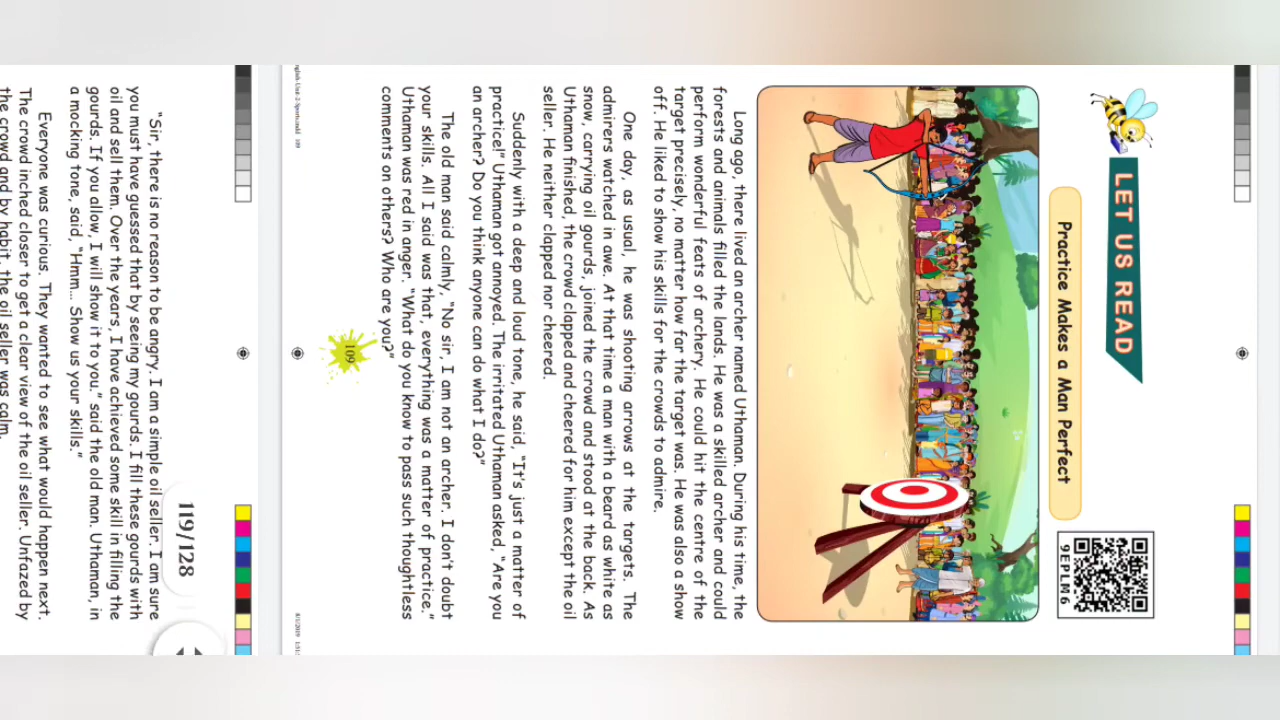 LET US READ
Practice Makes a Man Perfect
9EPLM6
Long ago, there lived an archer named Uthaman. During his time, the
forests and animals filled the lands. He was a skilled archer and could
perform wonderful feats of archery. He could hit the centre of the
target precisely, no matter how far the target was. He was also a show
off. He liked to show his skills for the crowds to admire.
One day, as usual, he was shooting arrows at the targets. The
admirers watched in awe. At that time a man with a beard as white as
snow, carrying oil gourds, joined the crowd and stood at the back. As
Uthaman finished, the crowd clapped and cheered for him except the oil
seller. He neither clapped nor cheered.
Suddenly with a deep and loud tone, he said, "It's just a matter of
practice!" Uthaman got annoyed. The irritated Uthaman asked, "Are you
an archer? Do you think anyone can do what I do?"
The old man said calmly, "No sir, I am not an archer. I don't doubt
your skills. All I said was that, everything was a matter of practice."
Uthaman was red in anger. "What do you know to pass such thoughtless
comments on others? Who are you?"
109
"Sir, there is no reason to be angry. I am a simple oil seller. I am sure
you must have guessed that by seeing my gourds. I fill these gourds with
oil and sell them. Over the years, I have achieved some skill in filling the
gourds. If you allow, I will show it to you." said the old man. Uthaman, in
a mocking tone, said, "Hmm... Show us your skills."
119/128
Everyone was curious. They wanted to see what would happen next.
The crowd inched closer to get a clear view of the oil seller. Unfazed by
the crowd and by habit, the oil seller was calm.